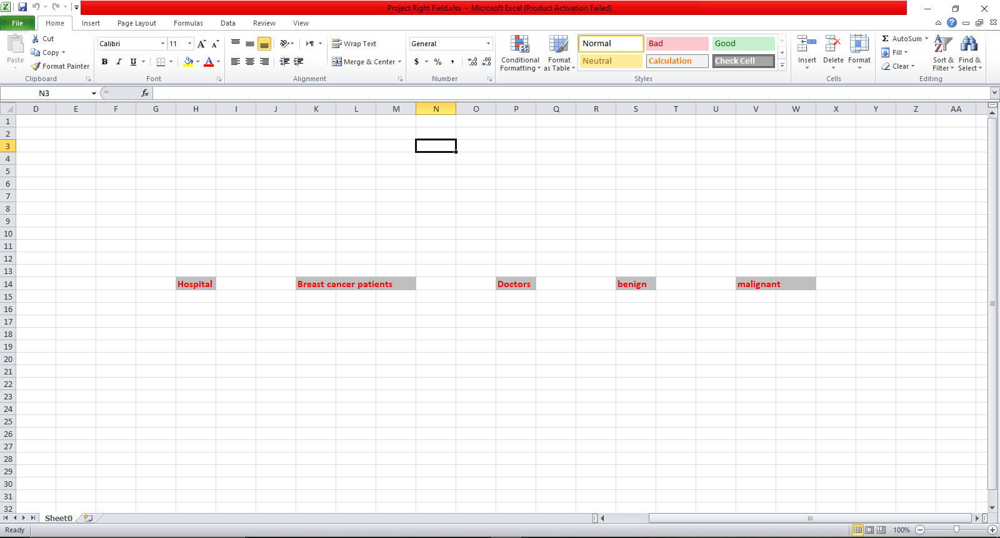 Project Right Field.xlsx - Microsoft Excel (Product Activation Failed)
File Home Insert Page Layout Formulas Data Review View
Paste Cut Copy Format Painter Clipboard
Calibri 11 B I U A Font
Wrap Text Merge & Center Alignment
General $ % , Number
Conditional Formatting Format as Table
Normal Bad Good
Neutral Calculation Check Cell
Styles
Insert Delete Format Cells
AutoSum Fill Clear Sort & Filter Find & Select Editing
N3 fx
D E F G H I J K L M N O P Q R S T U V W X Y Z AA
1
2
3
4
5
6
7
8
9
10
11
12
13
14 Hospital Breast cancer patients Doctors benign malignant
15
16
17
18
19
20
21
22
23
24
25
26
27
28
29
30
31
32
Sheet0
Ready 100%